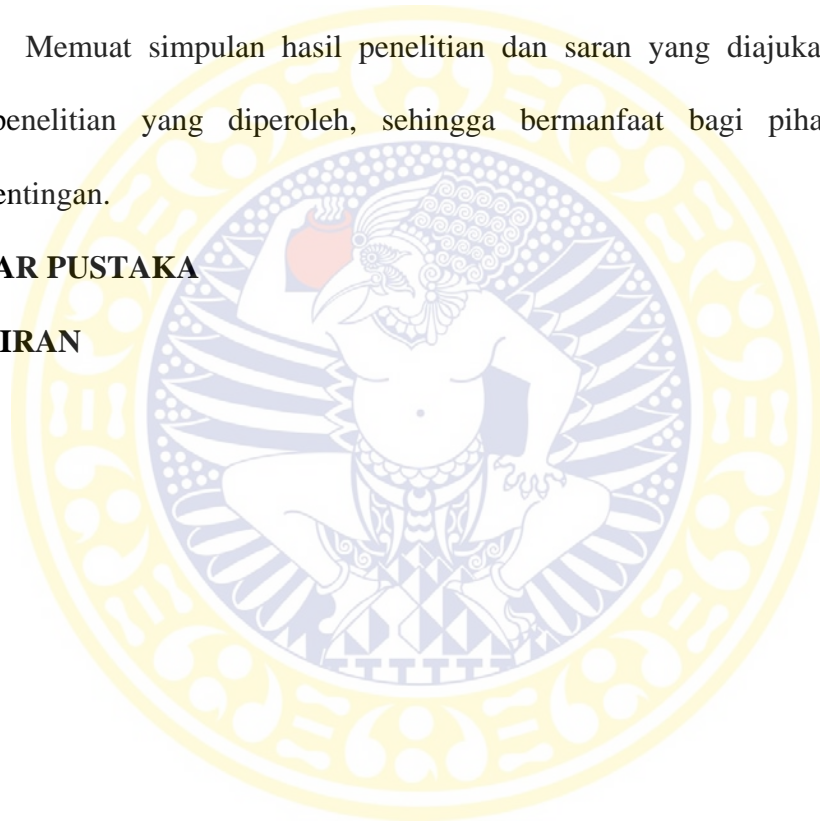 Memuat simpulan hasil penelitian dan saran yang diajuka
penelitian yang diperoleh, sehingga bermanfaat bagi piha
entingan.
AR PUSTAKA
IRAN